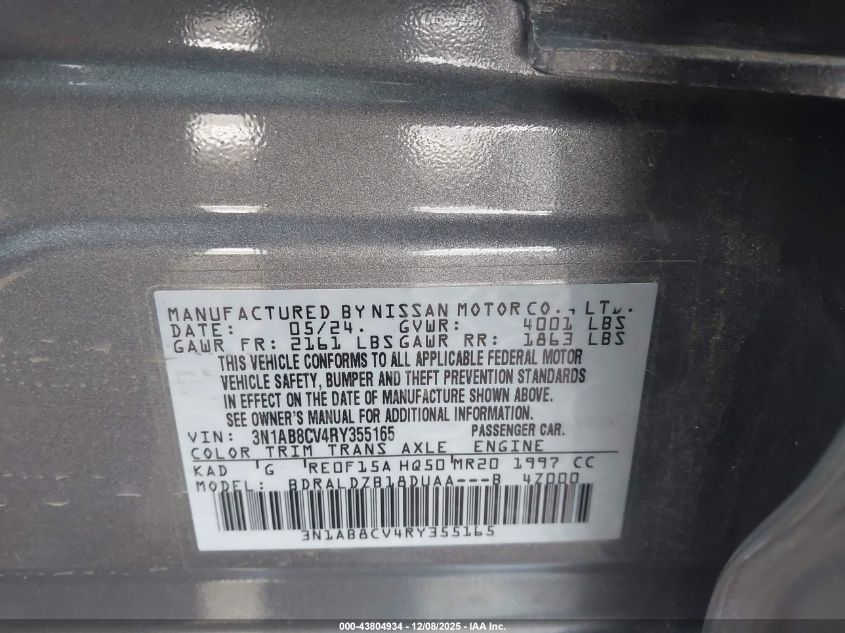 MANUFACTURED BY NISSAN MOTOR CO., LTD.
DATE: 05/24. GVWR: 4001 LBS
GAWR FR: 2161 LBS GAWR RR: 1863 LBS
THIS VEHICLE CONFORMS TO ALL APPLICABLE FEDERAL MOTOR
VEHICLE SAFETY, BUMPER AND THEFT PREVENTION STANDARDS
IN EFFECT ON THE DATE OF MANUFACTURE SHOWN ABOVE.
SEE OWNER'S MANUAL FOR ADDITIONAL INFORMATION.
VIN: 3N1AB8CV4RY355165 PASSENGER CAR.
COLOR TRIM TRANS AXLE ENGINE
KAD G RE0F15A HQ50 MR20 1997 CC
MODEL: BDRALDZB18DUAA---B 4Z000
3N1AB8CV4RY355165
000-43804934 - 12/08/2025 - IAA Inc.